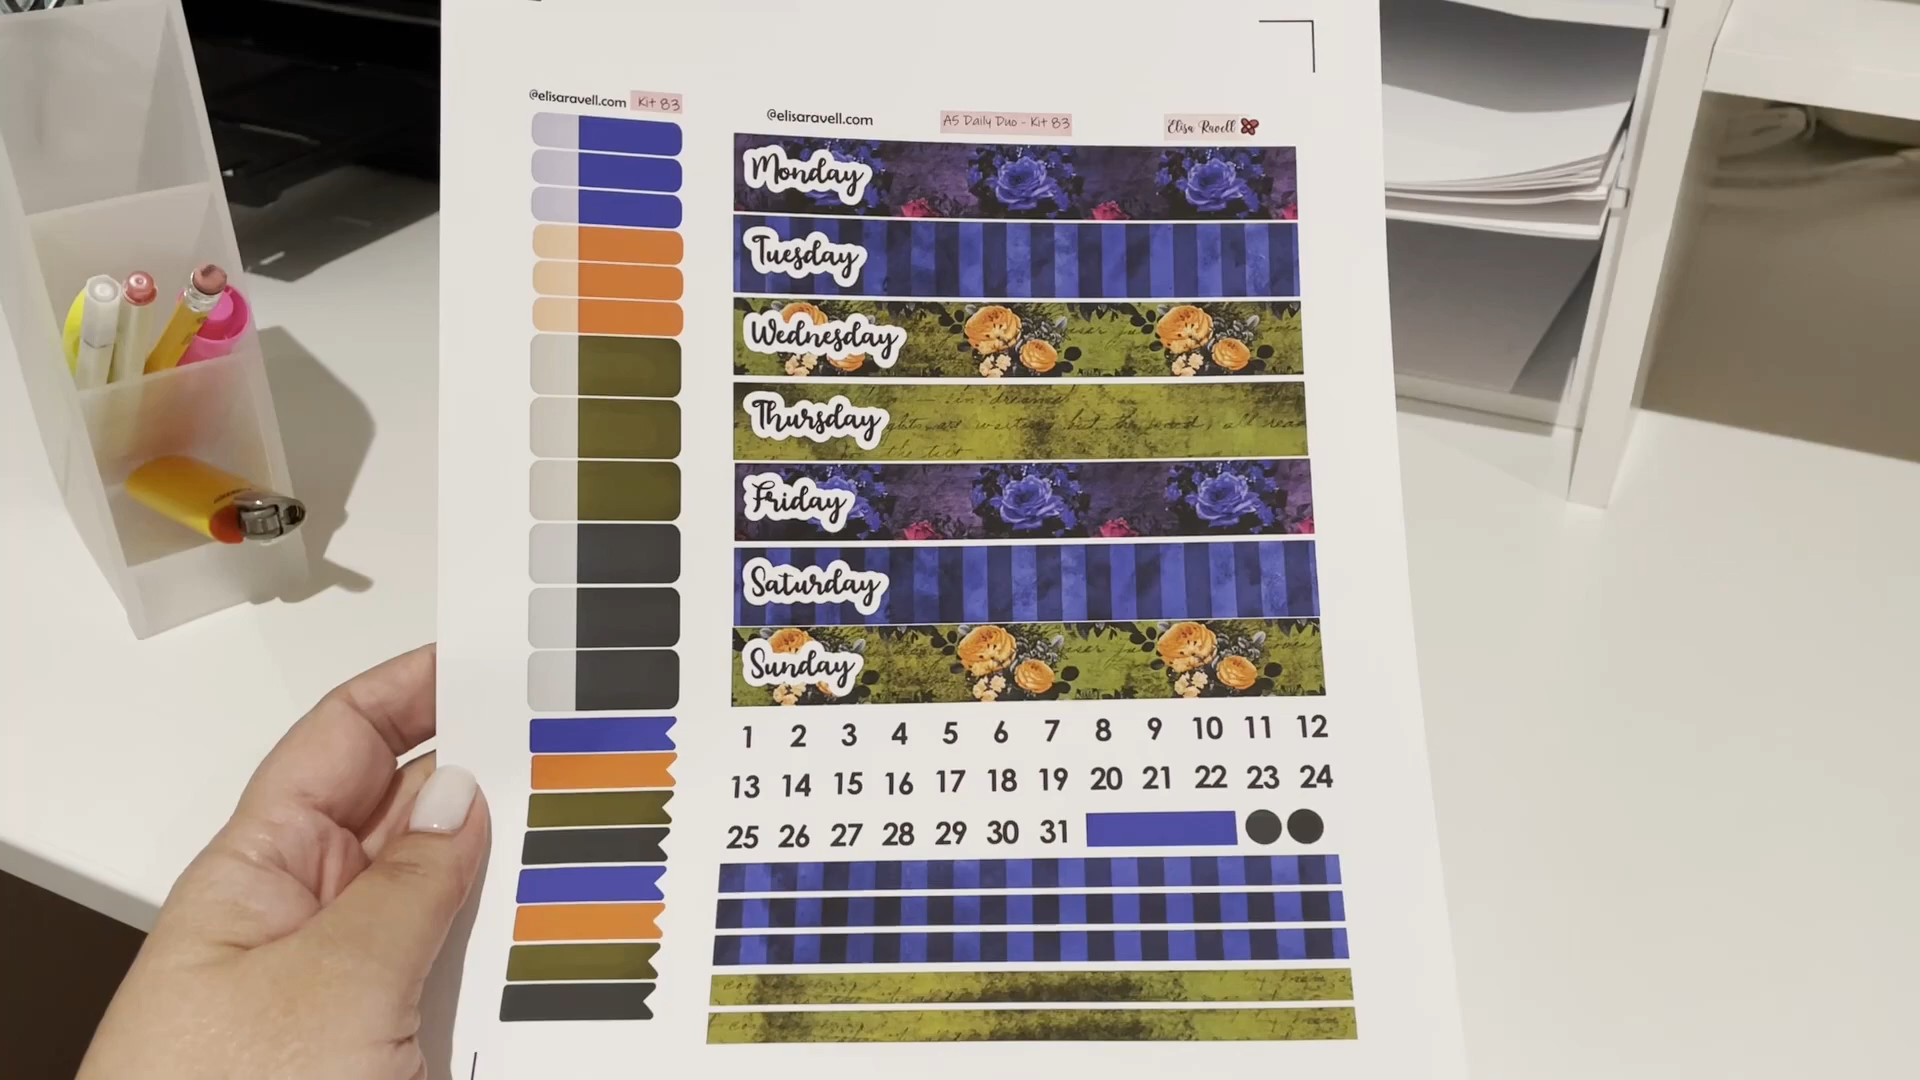 @elisaravell.com Kit 83
@elisaravell.com A5 Daily Duo - Kit 83 Elisa Ravell
Monday
Tuesday
Wednesday
Thursday
Friday
Saturday
Sunday
1 2 3 4 5 6 7 8 9 10 11 12
13 14 15 16 17 18 19 20 21 22 23 24
25 26 27 28 29 30 31